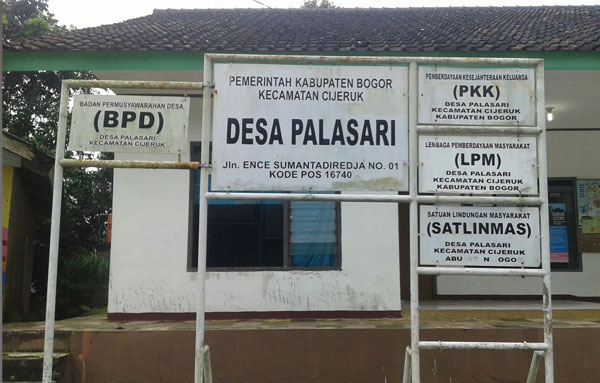 BADAN PERMUSYAWARAHAN DESA
(BPD)
DESA PALASARI
KECAMATAN CIJERUK
PEMERINTAH KABUPATEN BOGOR
KECAMATAN CIJERUK
DESA PALASARI
Jln. ENCE SUMANTADIREDJA NO. 01
KODE POS 16740
PEMBERDAYAAN KESEJAHTERAAN KELUARGA
(PKK)
DESA PALASARI
KECAMATAN CIJERUK
KABUPATEN BOGOR
LEMBAGA PEMBERDAYAAN MASYARAKAT
(LPM)
DESA PALASARI
KECAMATAN CIJERUK
KABUPATEN BOGOR
SATUAN LINDUNGAN MASYARAKAT
(SATLINMAS)
DESA PALASARI
KECAMATAN CIJERUK